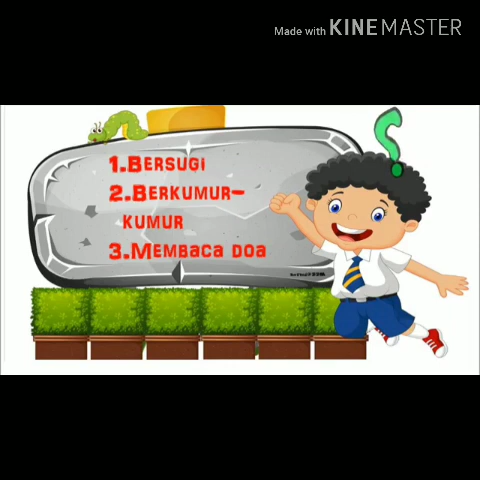 Made with KINEMASTER
1.BERSUGI
2.BERKUMUR-
KUMUR
3.MEMBACA DOA